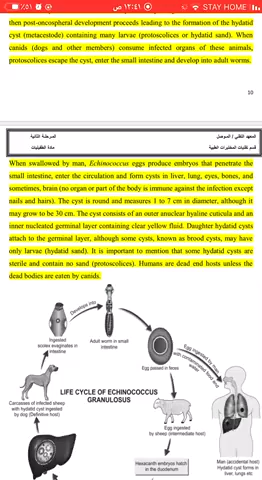 ٪٥١ ١٢:٤١ ص STAY HOME
then post-oncospheral development proceeds leading to the formation of the hydatid
cyst (metacestode) containing many larvae (protoscolices or hydatid sand). When
canids (dogs and other members) consume infected organs of these animals,
protoscolices escape the cyst, enter the small intestine and develop into adult worms.
10
المعهد التقني / الموصل المرحلة الثانية
قسم تقنيات المختبرات الطبية مادة الطفيليات
When swallowed by man, Echinococcus eggs produce embryos that penetrate the
small intestine, enter the circulation and form cysts in liver, lung, eyes, bones, and
sometimes, brain (no organ or part of the body is immune against the infection except
nails and hairs). The cyst is round and measures 1 to 7 cm in diameter, although it
may grow to be 30 cm. The cyst consists of an outer anuclear hyaline cuticula and an
inner nucleated germinal layer containing clear yellow fluid. Daughter hydatid cysts
attach to the germinal layer, although some cysts, known as brood cysts, may have
only larvae (hydatid sand). It is important to mention that some hydatid cysts are
sterile and contain no sand (protoscolices). Humans are dead end hosts unless the
dead bodies are eaten by canids.
Develops into
Ingested
scolex evaginates in
intestine
Adult worm in small
intestine
Egg passed in feces
Egg ingested by man
with contaminated food and
water
Carcasses of infected sheep
with hydatid cyst ingested
by dog (Definitive host)
LIFE CYCLE OF ECHINOCOCCUS
GRANULOSUS
Egg ingested
by sheep (intermediate host)
Hexacanth embryos hatch
in the duodenum
Man (accidental host)
Hydatid cyst forms in
liver, lungs etc.